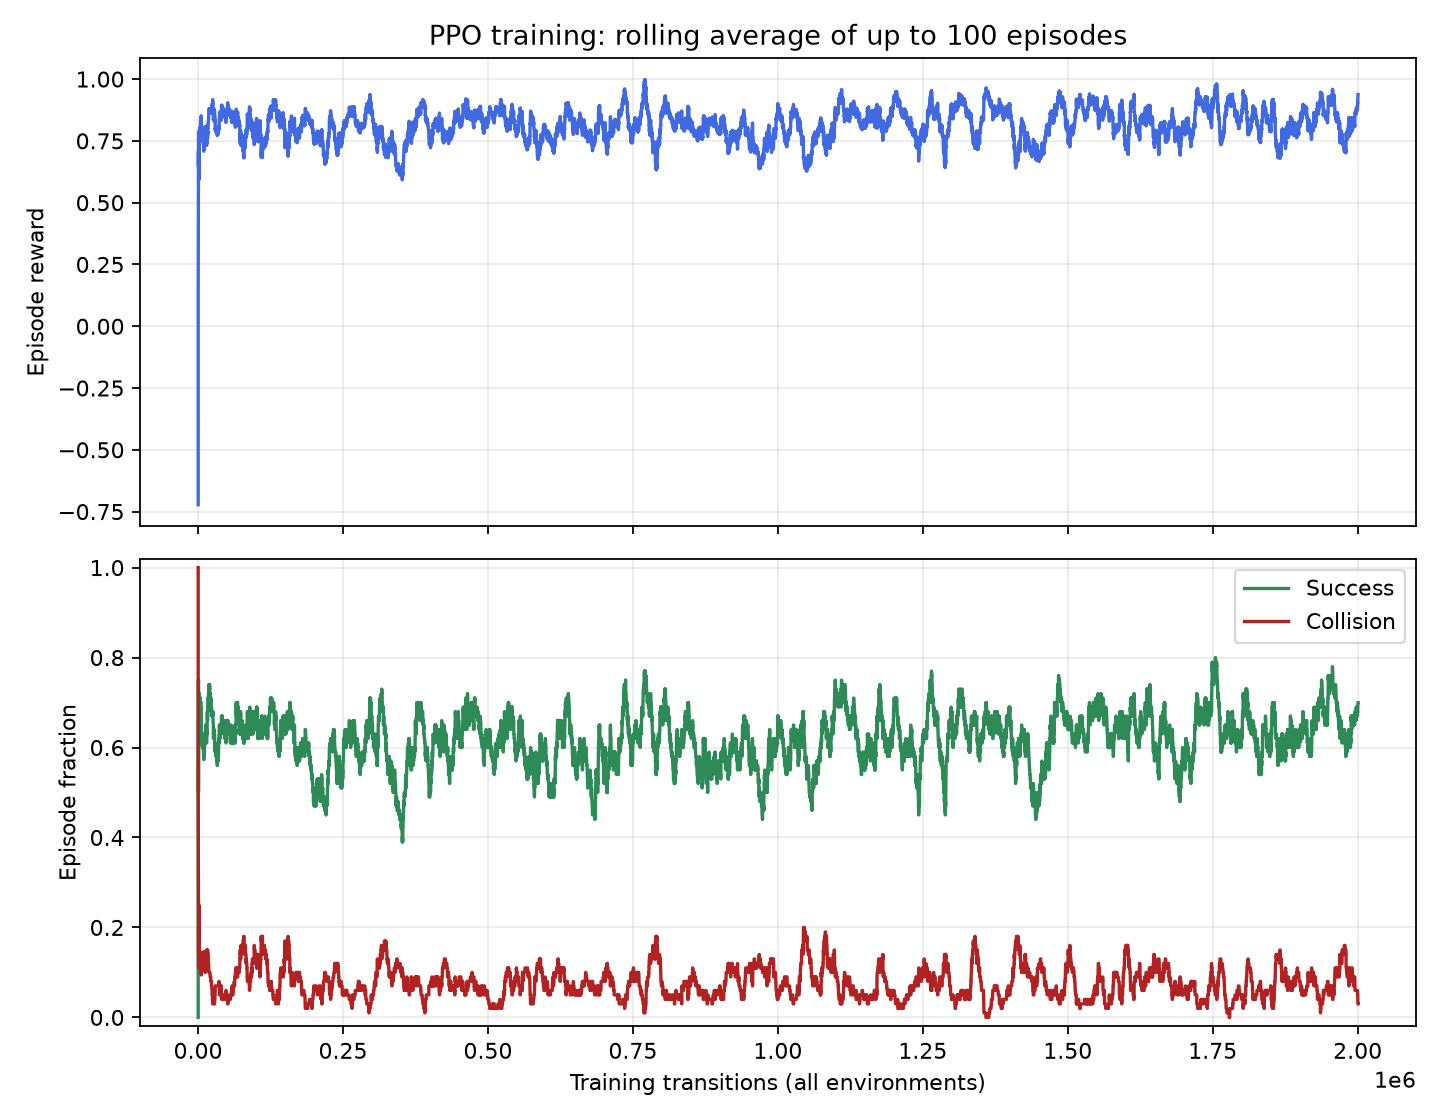 PPO training: rolling average of up to 100 episodes
1.00
0.75
0.50
0.25
0.00
−0.25
−0.50
−0.75
Episode reward
1.0
0.8
0.6
0.4
0.2
0.0
Episode fraction
Success
Collision
0.00 0.25 0.50 0.75 1.00 1.25 1.50 1.75 2.00
Training transitions (all environments)
1e6